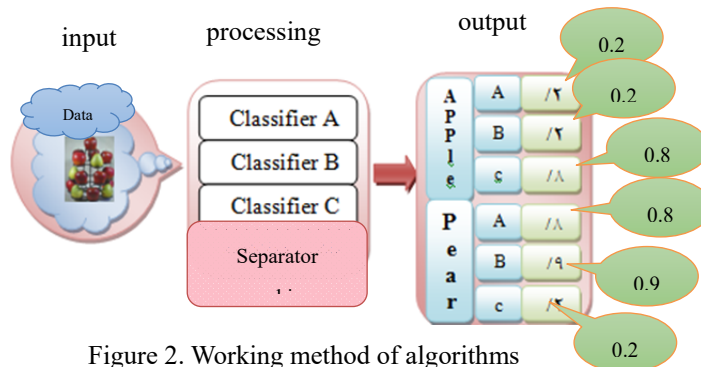 input
processing
output
Data
Classifier A
Classifier B
Classifier C
Separator
APPle
A
/۲
0.2
B
/۲
0.2
c
/۸
0.8
Pear
A
/۸
0.8
B
/۹
0.9
c
/۲
0.2
Figure 2. Working method of algorithms